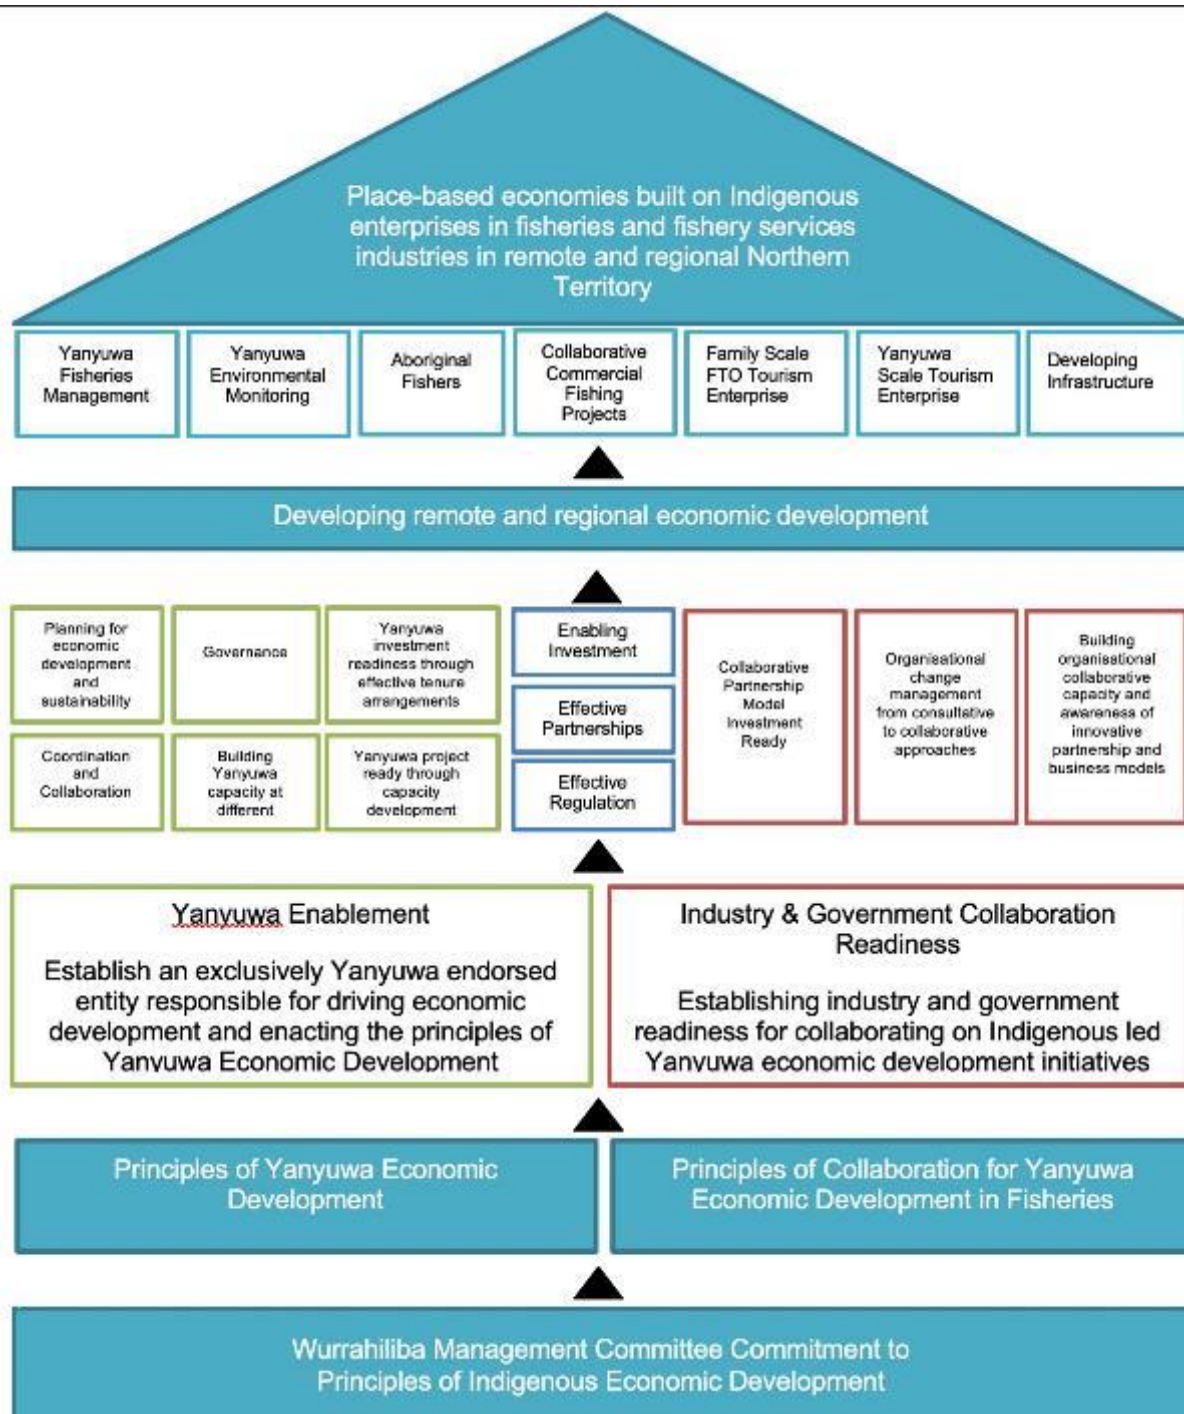 Place-based economies built on Indigenous
enterprises in fisheries and fishery services
industries in remote and regional Northern
Territory
Yanyuwa
Fisheries
Management
Yanyuwa
Environmental
Monitoring
Aboriginal
Fishers
Collaborative
Commercial
Fishing
Projects
Family Scale
FTO Tourism
Enterprise
Yanyuwa
Scale Tourism
Enterprise
Developing
Infrastructure
Developing remote and regional economic development
Planning for
economic
development
and
sustainability
Governance
Yanyuwa
investment
readiness through
effective tenure
arrangements
Coordination
and
Collaboration
Building
Yanyuwa
capacity at
different
Yanyuwa project
ready through
capacity
development
Enabling
Investment
Effective
Partnerships
Effective
Regulation
Collaborative
Partnership
Model
Investment
Ready
Organisational
change
management
from consultative
to collaborative
approaches
Building
organisational
collaborative
capacity and
awareness of
innovative
partnership and
business models
Yanyuwa Enablement
Establish an exclusively Yanyuwa endorsed
entity responsible for driving economic
development and enacting the principles of
Yanyuwa Economic Development
Industry & Government Collaboration
Readiness
Establishing industry and government
readiness for collaborating on Indigenous led
Yanyuwa economic development initiatives
Principles of Yanyuwa Economic
Development
Principles of Collaboration for Yanyuwa
Economic Development in Fisheries
Wurrahiliba Management Committee Commitment to
Principles of Indigenous Economic Development